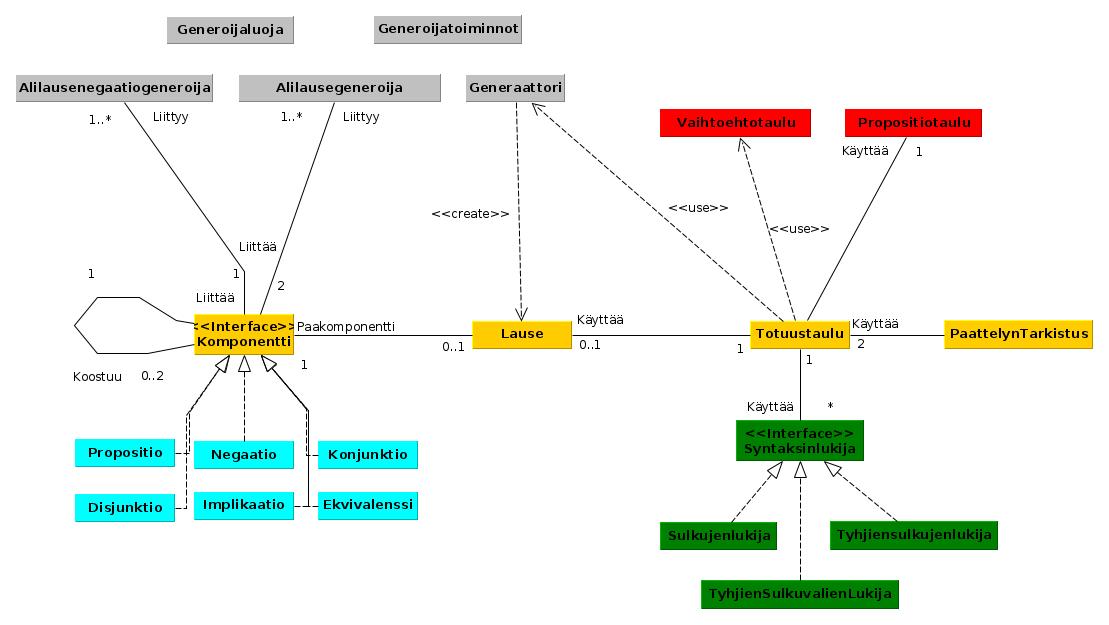 Generoijaluoja
Generoijatoiminnot
Alilausenegaatiogeneroija
Alilausegeneroija
Generaattori
1..*
Liittyy
1..*
Liittyy
Vaihtoehtotaulu
Propositiotaulu
Käyttää
1
<<create>>
<<use>>
<<use>>
Liittää
1
1
2
Liittää
<<Interface>>
Komponentti
Paakomponentti
0..1
Lause
Käyttää
0..1
1
Totuustaulu
Käyttää
2
PaattelynTarkistus
Koostuu
0..2
1
1
Käyttää
*
<<Interface>>
Syntaksinlukija
Propositio
Negaatio
Konjunktio
Disjunktio
Implikaatio
Ekvivalenssi
Sulkujenlukija
Tyhjiensulkujenlukija
TyhjienSulkuvalienLukija